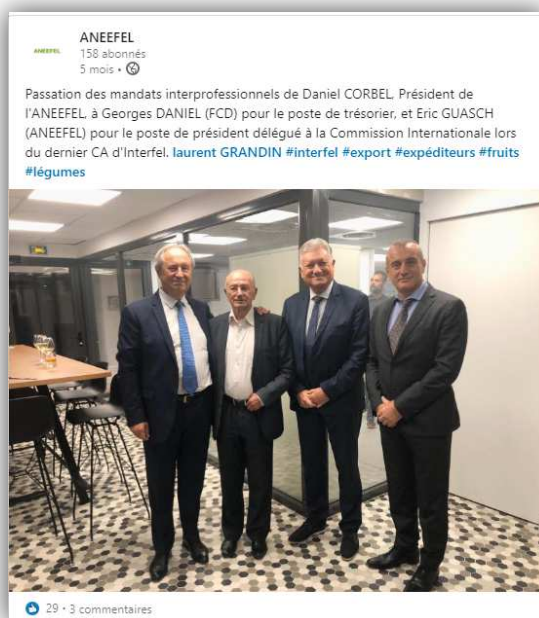 ANEEFEL
ANEEFEL
158 abonnés
5 mois •
Passation des mandats interprofessionnels de Daniel CORBEL, Président de
l'ANEEFEL, à Georges DANIEL (FCD) pour le poste de trésorier, et Eric GUASCH
(ANEEFEL) pour le poste de président délégué à la Commission Internationale lors
du dernier CA d'Interfel. laurent GRANDIN #interfel #export #expéditeurs #fruits
#légumes
29 • 3 commentaires